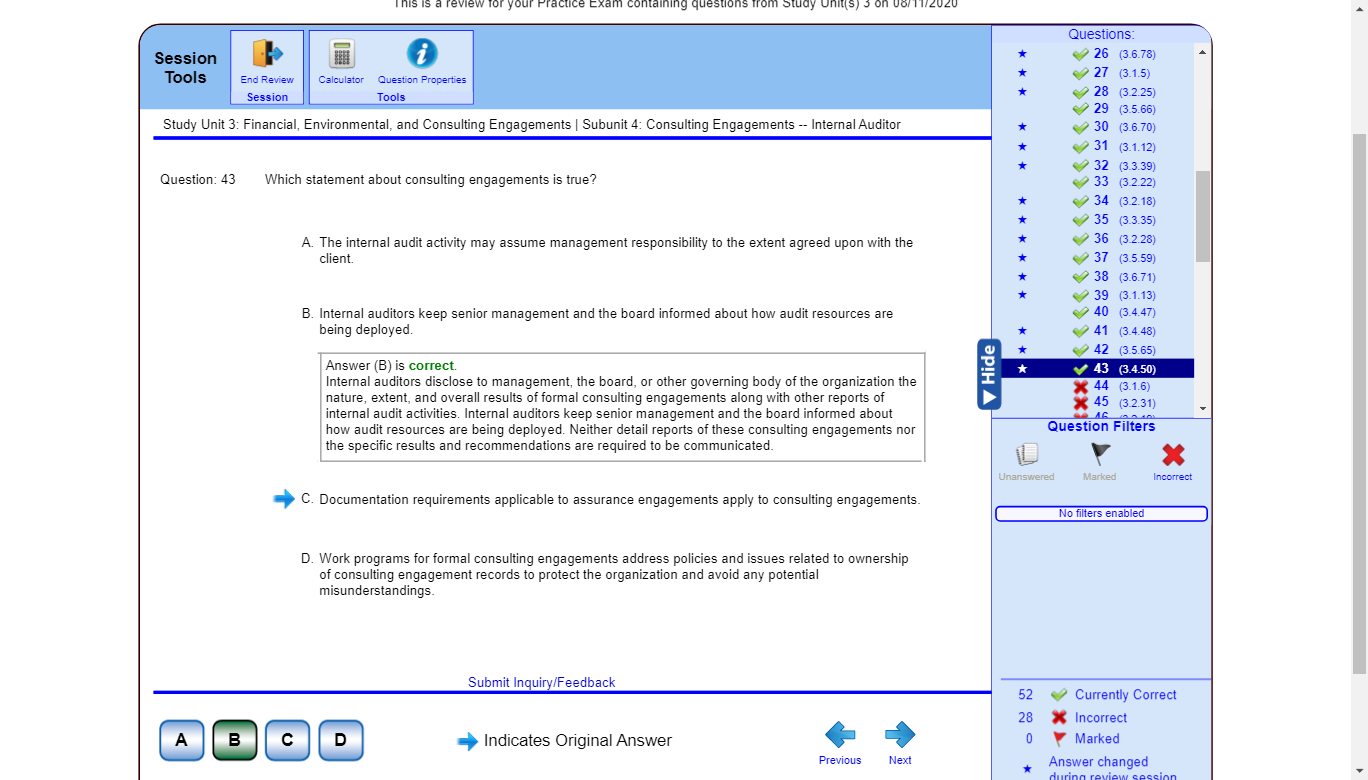 This is a review for your Practice Exam containing questions from Study Unit(s) 3 on 08/11/2020
Session
Tools
End Review
Session
Calculator
Question Properties
Tools
Study Unit 3: Financial, Environmental, and Consulting Engagements | Subunit 4: Consulting Engagements -- Internal Auditor
Question: 43 Which statement about consulting engagements is true?
A. The internal audit activity may assume management responsibility to the extent agreed upon with the
client.
B. Internal auditors keep senior management and the board informed about how audit resources are
being deployed.
Answer (B) is correct.
Internal auditors disclose to management, the board, or other governing body of the organization the
nature, extent, and overall results of formal consulting engagements along with other reports of
internal audit activities. Internal auditors keep senior management and the board informed about
how audit resources are being deployed. Neither detail reports of these consulting engagements nor
the specific results and recommendations are required to be communicated.
C. Documentation requirements applicable to assurance engagements apply to consulting engagements.
D. Work programs for formal consulting engagements address policies and issues related to ownership
of consulting engagement records to protect the organization and avoid any potential
misunderstandings.
Submit Inquiry/Feedback
A B C D
Indicates Original Answer
Previous
Next
Questions:
26 (3.6.78)
27 (3.1.5)
28 (3.2.25)
29 (3.5.66)
30 (3.6.70)
31 (3.1.12)
32 (3.3.39)
33 (3.2.22)
34 (3.2.18)
35 (3.3.35)
36 (3.2.28)
37 (3.5.59)
38 (3.6.71)
39 (3.1.13)
40 (3.4.47)
41 (3.4.48)
42 (3.5.65)
43 (3.4.50)
44 (3.1.6)
45 (3.2.31)
Hide
Question Filters
Unanswered
Marked
Incorrect
No filters enabled
52 Currently Correct
28 Incorrect
0 Marked
Answer changed
during review session